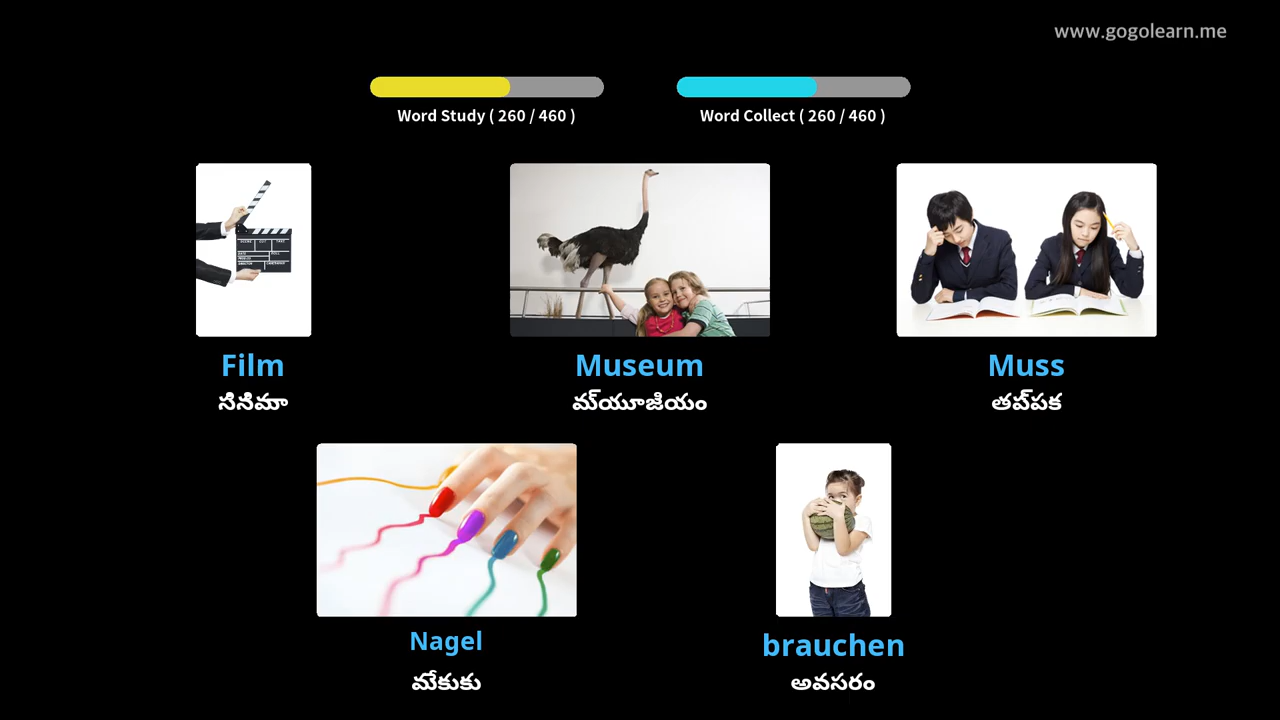 www.gogolearn.me
Word Study ( 260 / 460 )
Word Collect ( 260 / 460 )
Film
సినిమా
Museum
మ్యూజియం
Muss
తప్పక
Nagel
మేకుకు
brauchen
అవసరం